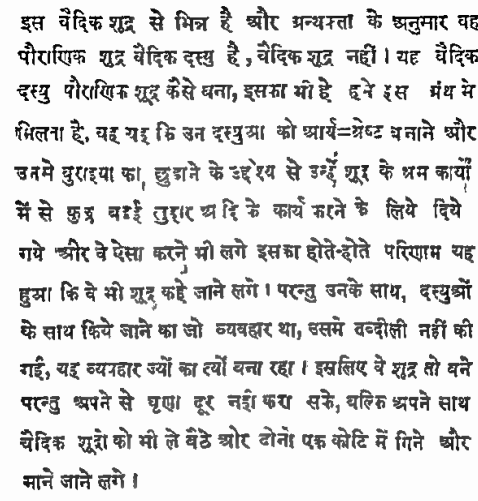 इस वैदिक शूद्र से भिन्न है और ग्रन्थकर्ता के अनुसार वह
पौराणिक शूद्र वैदिक दस्यु है, वैदिक शूद्र नहीं। यह वैदिक
दस्यु पौराणिक शूद्र कैसे बना, इसका भी हमें इस ग्रंथ में
मिलता है, वह यह कि उन दस्युओं को आर्य=श्रेष्ट बनाने और
उनमें बुराइयों को, छुड़ाने के उद्देश्य से उन्हें शूद्र के श्रम कार्यों
में से कुछ बढ़ई लुहार आदि के कार्य करने के लिये दिये
गये और वे ऐसा करने भी लगे इसका होते-होते परिणाम यह
हुआ कि वे भी शूद्र कहे जाने लगे। परन्तु उनके साथ, दस्युओं
के साथ किये जाने का जो व्यवहार था, उसमें तब्दीली नहीं की
गई, यह व्यवहार ज्यों का त्यों बना रहा। इसलिए वे शूद्र तो बने
परन्तु अपने से घृणा दूर नहीं करा सके, बल्कि अपने साथ
वैदिक शूद्रों को भी ले बैठे और दोनों एक कोटि में गिने और
माने जाने लगे।